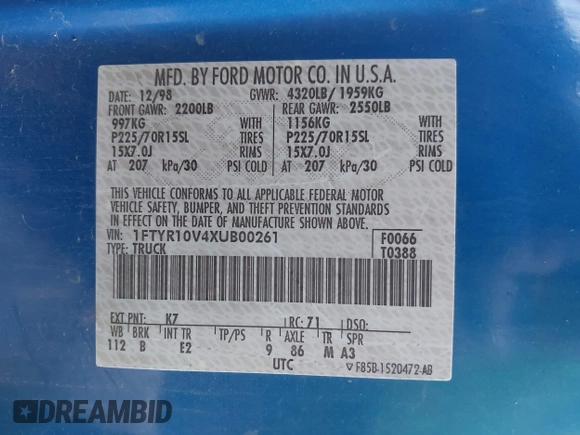 MFD. BY FORD MOTOR CO. IN U.S.A.
DATE: 12/98 GVWR: 4320LB/ 1959KG
FRONT GAWR: 2200LB REAR GAWR: 2550LB
997KG WITH 1156KG WITH
P225/70R15SL TIRES P225/70R15SL TIRES
15X7.0J RIMS 15X7.0J RIMS
AT 207 kPa/30 PSI COLD AT 207 kPa/30 PSI COLD
THIS VEHICLE CONFORMS TO ALL APPLICABLE FEDERAL MOTOR
VEHICLE SAFETY, BUMPER, AND THEFT PREVENTION STANDARDS
IN EFFECT ON THE DATE OF MANUFACTURE SHOWN ABOVE.
VIN: 1FTYR10V4XUB00261 F0066
TYPE: TRUCK T0388
EXT PNT: K7 RC: 71 DSO:
WB BRK INT TR TP/PS R AXLE TR SPR
112 B E2 9 86 M A3
UTC ▽ F85B-1520472-AB
DREAMBID